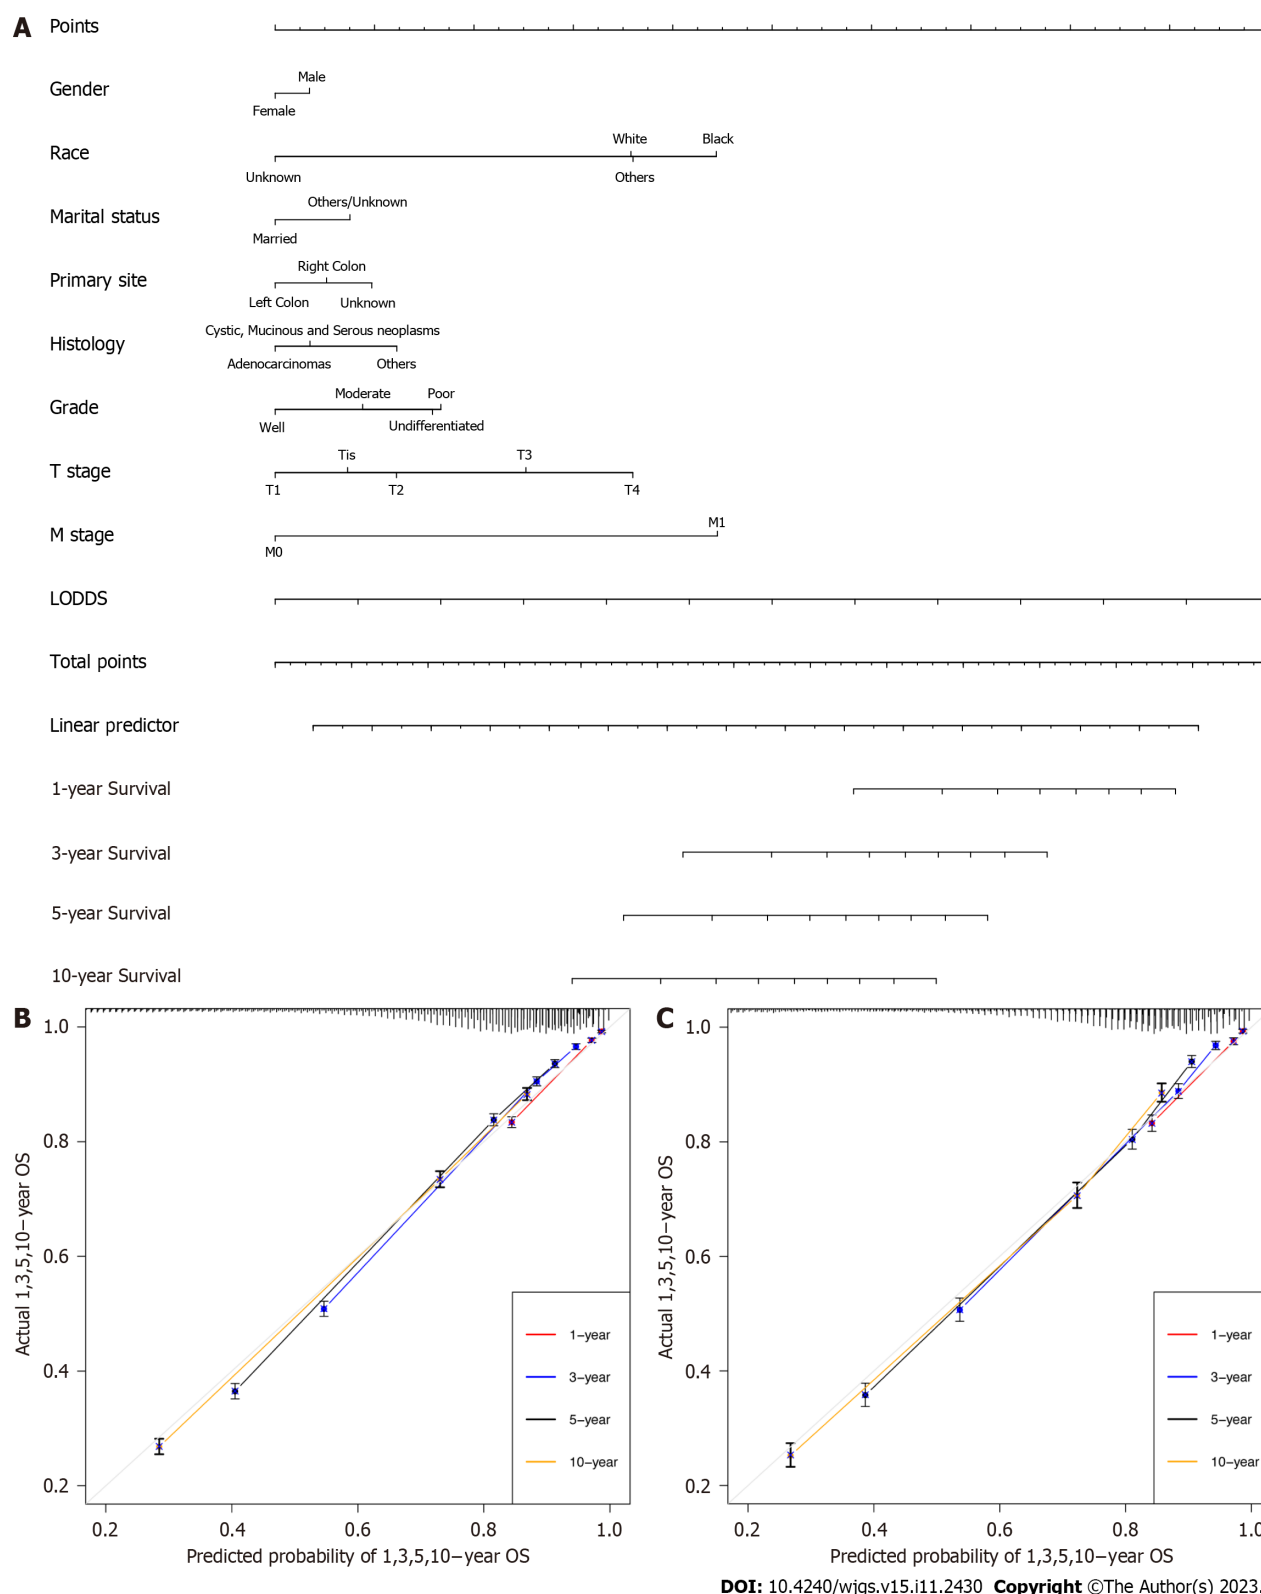 A Points
Male
Gender
Female
White Black
Race
Unknown Others
Others/Unknown
Marital status
Married
Right Colon
Primary site
Left Colon Unknown
Cystic, Mucinous and Serous neoplasms
Histology
Adenocarcinomas Others
Moderate Poor
Grade
Well Undifferentiated
Tis T3
T stage
T1 T2 T4
M1
M stage
M0
LODDS
Total points
Linear predictor
1-year Survival
3-year Survival
5-year Survival
10-year Survival
B
1.0
0.8
0.6
0.4
0.2
Actual 1,3,5,10−year OS
1−year
3−year
5−year
10−year
0.2 0.4 0.6 0.8 1.0
Predicted probability of 1,3,5,10−year OS
C
1.0
0.8
0.6
0.4
0.2
Actual 1,3,5,10−year OS
1−year
3−year
5−year
10−year
0.2 0.4 0.6 0.8 1.0
Predicted probability of 1,3,5,10−year OS
DOI: 10.4240/wjgs.v15.i11.2430 Copyright ©The Author(s) 2023.